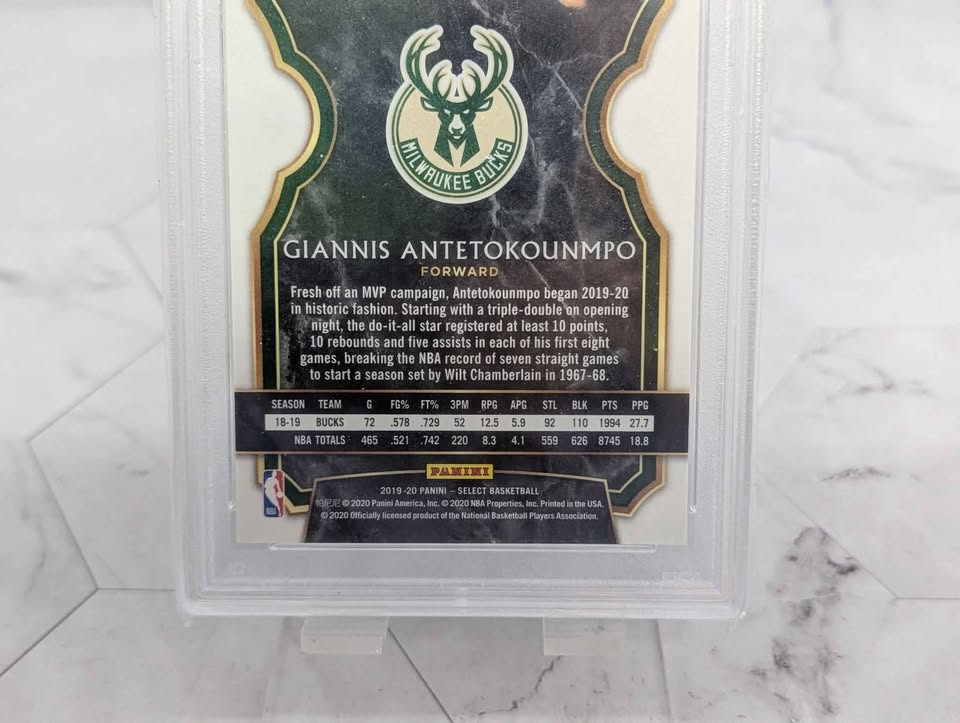 MILWAUKEE BUCKS
GIANNIS ANTETOKOUNMPO
FORWARD
Fresh off an MVP campaign, Antetokounmpo began 2019-20
in historic fashion. Starting with a triple-double on opening
night, the do-it-all star registered at least 10 points,
10 rebounds and five assists in each of his first eight
games, breaking the NBA record of seven straight games
to start a season set by Wilt Chamberlain in 1967-68.
SEASON TEAM G FG% FT% 3PM RPG APG STL BLK PTS PPG
18-19 BUCKS 72 .578 .729 52 12.5 5.9 92 110 1994 27.7
NBA TOTALS 465 .521 .742 220 8.3 4.1 559 626 8745 18.8
PANINI
2019-20 PANINI – SELECT BASKETBALL
帕尼尼 © 2020 Panini America, Inc. © 2020 NBA Properties, Inc. Printed in the USA.
© 2020 Officially licensed product of the National Basketball Players Association.
NBA